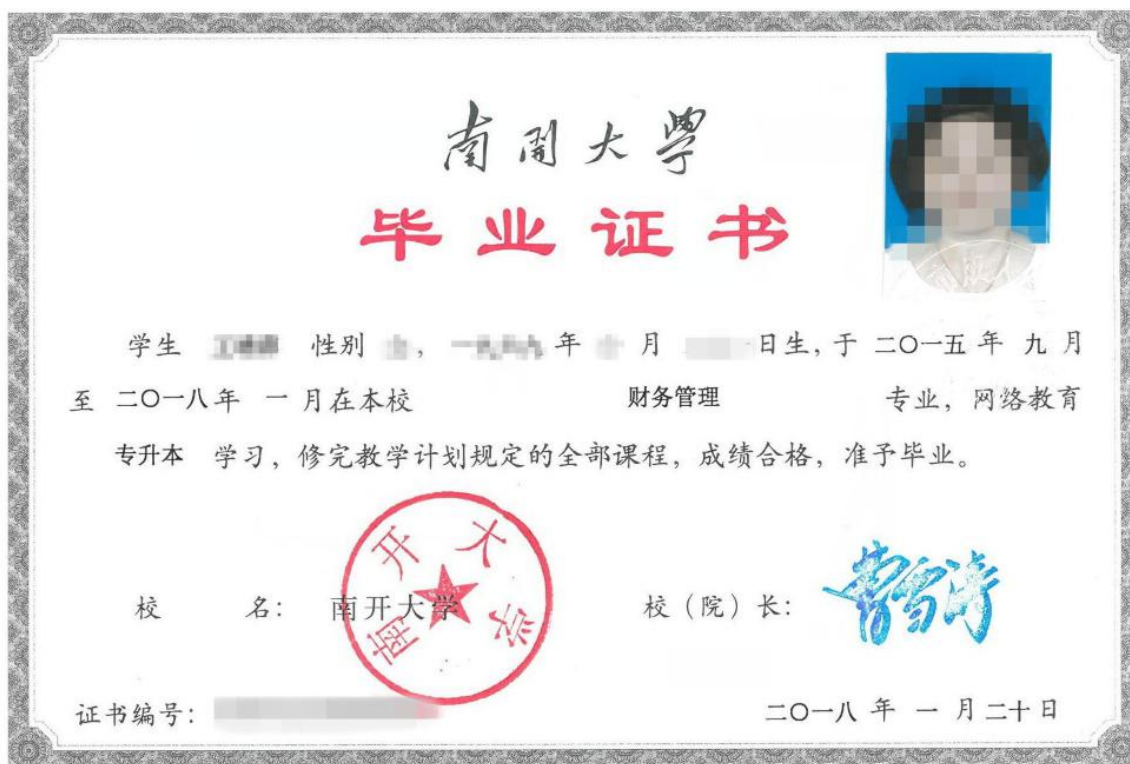 南開大學
毕业证书
学生 性别 , 年 月 日生, 于 二〇一五 年 九 月
至 二〇一八 年 一 月在本校 财务管理 专业, 网络教育
专升本 学习, 修完教学计划规定的全部课程, 成绩合格, 准予毕业。
南开大学
校 名: 南开大学 校(院)长: 曹雪涛
证书编号: 二〇一八 年 一 月 二十 日